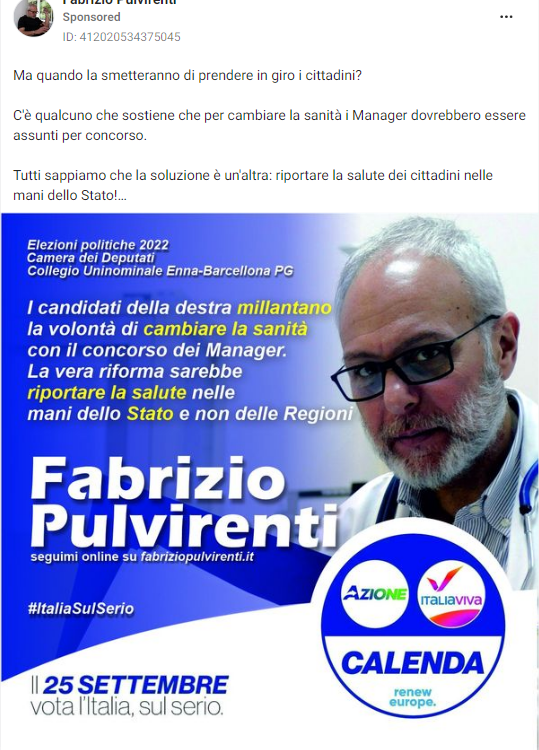 Fabrizio Pulvirenti
Sponsored
ID: 412020534375045
Ma quando la smetteranno di prendere in giro i cittadini?
C'è qualcuno che sostiene che per cambiare la sanità i Manager dovrebbero essere
assunti per concorso.
Tutti sappiamo che la soluzione è un'altra: riportare la salute dei cittadini nelle
mani dello Stato!...
Elezioni politiche 2022
Camera dei Deputati
Collegio Uninominale Enna-Barcellona PG
I candidati della destra millantano
la volontà di cambiare la sanità
con il concorso dei Manager.
La vera riforma sarebbe
riportare la salute nelle
mani dello Stato e non delle Regioni
Fabrizio
Pulvirenti
seguimi online su fabriziopulvirenti.it
#ItaliaSulSerio
AZIONE
ITALIAVIVA
CALENDA
renew
europe.
Il 25 SETTEMBRE
vota l'Italia, sul serio.